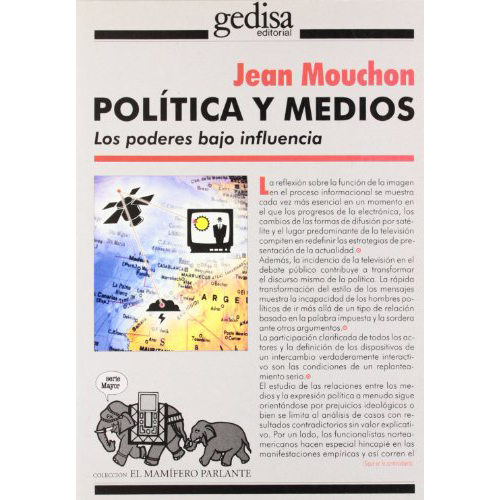 gedisa
editorial
Jean Mouchon
POLÍTICA Y MEDIOS
Los poderes bajo influencia
La reflexión sobre la función de la imagen
en el proceso informacional se muestra
cada vez más esencial en un momento en
el que los progresos de la electrónica, los
cambios de las formas de difusión por saté-
lite y el lugar predominante de la televisión
compiten en redefinir las estrategias de pre-
sentación de la actualidad.
Además, la incidencia de la televisión en el
debate público contribuye a transformar
el discurso mismo de la política. La rápida
transformación del estilo de los mensajes
muestra la incapacidad de los hombres polí-
ticos de ir más allá de un tipo de relación
basado en la palabra impuesta y la sordera
ante otros argumentos.
La participación clarificada de todos los ac-
tores y la definición de los dispositivos de
un intercambio verdaderamente interacti-
vo son las condiciones de un replantea-
miento serio.
El estudio de las relaciones entre los me-
dios y la expresión política a menudo sigue
orientándose por prejuicios ideológicos o
bien se limita al análisis de casos con re-
sultados contradictorios sin valor explicati-
vo. Por un lado, los funcionalistas nortea-
mericanos hacen especial hincapié en las
manifestaciones empíricas y así corren el
CASABLANCA
MARRUECOS
ARGE
serie
Mayor
COLECCIÓN EL MAMÍFERO PARLANTE